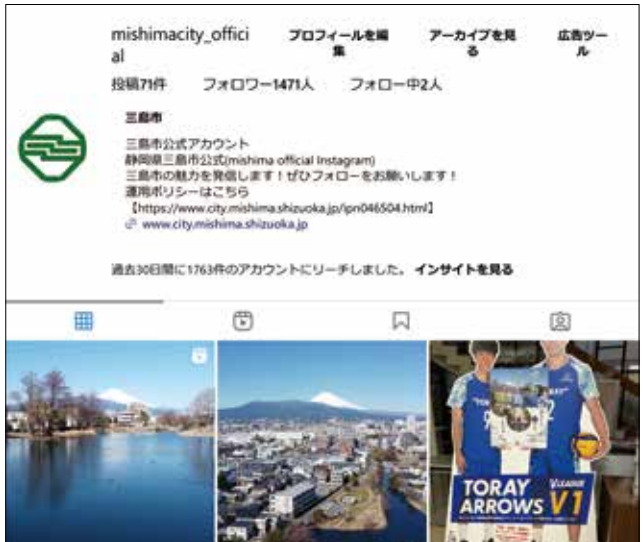 mishimacity_offici
al
プロフィールを編
集
アーカイブを見
る
広告ツー
ル
投稿71件 フォロワー1471人 フォロー中2人
三島市
三島市公式アカウント
静岡県三島市公式(mishima official Instagram)
三島市の魅力を発信します！ぜひフォローをお願いします！
運用ポリシーはこちら
【https://www.city.mishima.shizuoka.jp/ipn046504.html】
www.city.mishima.shizuoka.jp
過去30日間に1763件のアカウントにリーチしました。 インサイトを見る
TORAY
ARROWS
V.LEAGUE
V1